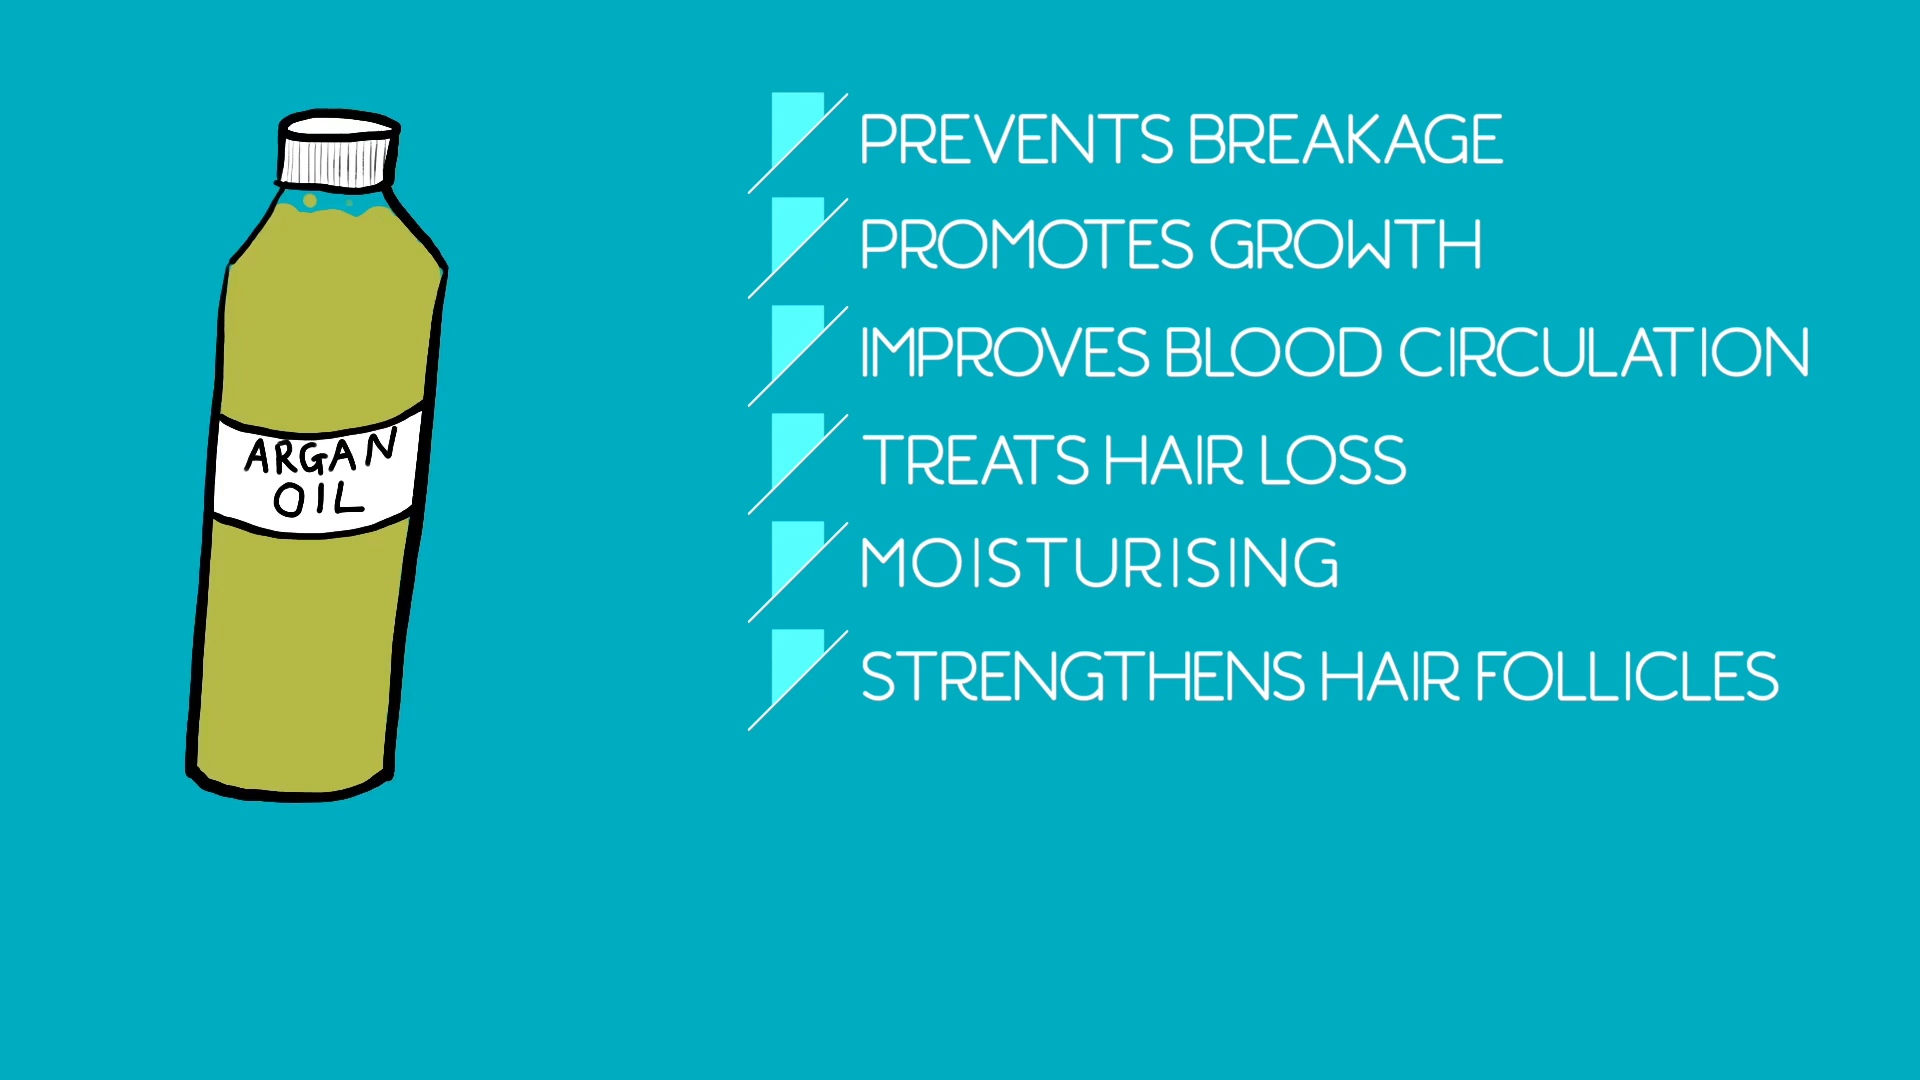 ARGAN
OIL
PREVENTS BREAKAGE
PROMOTES GROWTH
IMPROVES BLOOD CIRCULATION
TREATS HAIR LOSS
MOISTURISING
STRENGTHENS HAIR FOLLICLES